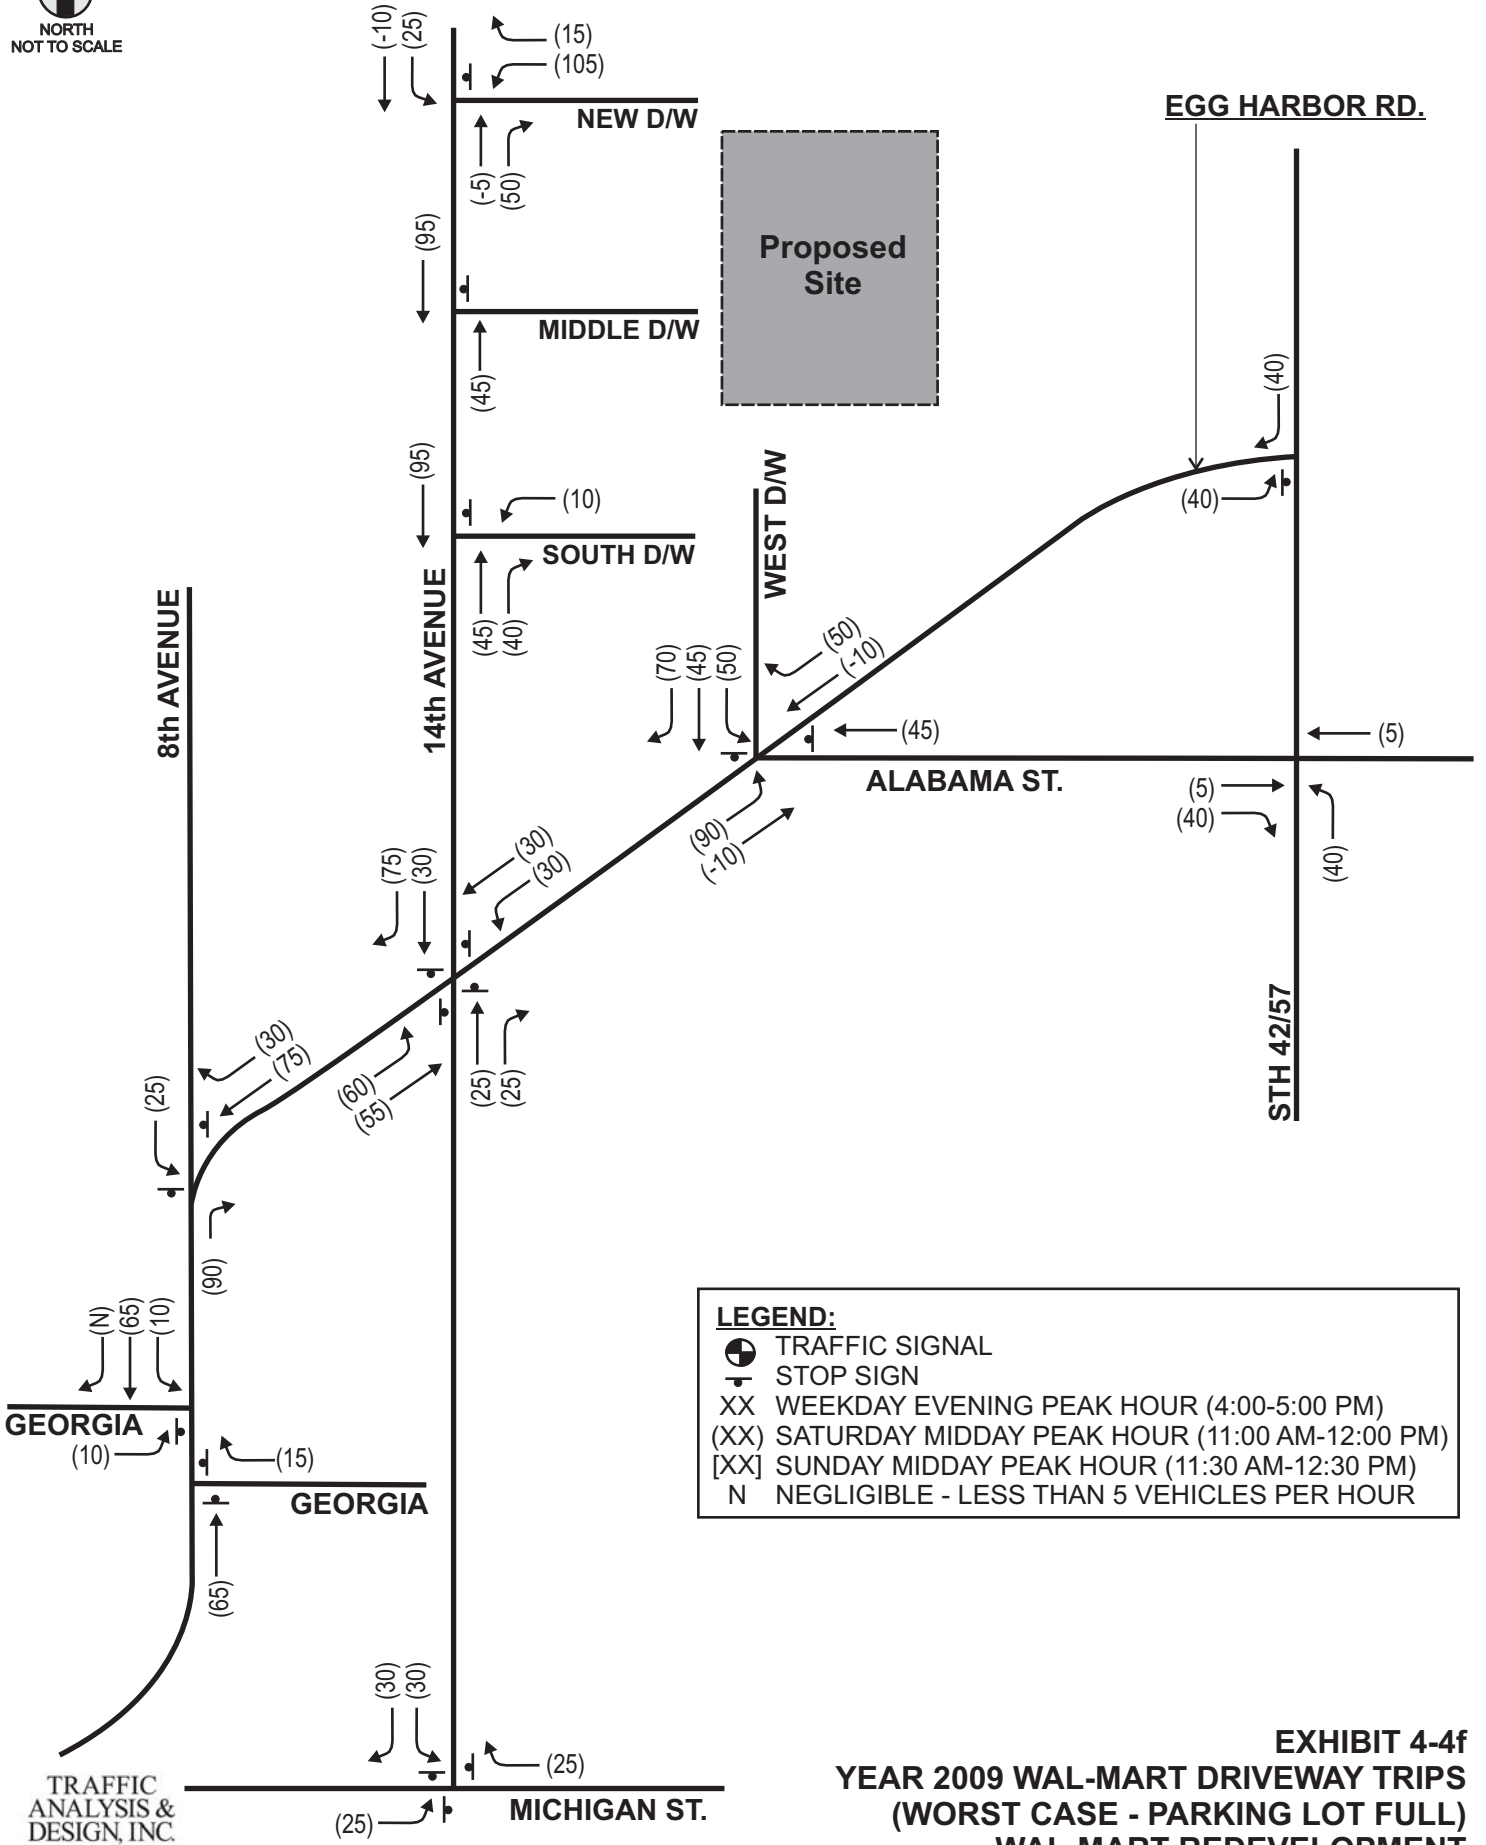 NORTH
NOT TO SCALE
(-10)
(25)
(15)
(105)
NEW D/W
(-5)
(50)
EGG HARBOR RD.
Proposed
Site
(95)
MIDDLE D/W
(45)
(40)
(40)
(95)
(10)
SOUTH D/W
(45)
(40)
WEST D/W
8th AVENUE
14th AVENUE
(70)
(45)
(50)
(50)
(-10)
(45)
ALABAMA ST.
(5)
(5)
(40)
(40)
(90)
(-10)
(75)
(30)
(30)
(30)
STH 42/57
(30)
(75)
(25)
(60)
(55)
(25)
(25)
(90)
(N)
(65)
(10)
GEORGIA
(10)
(15)
GEORGIA
(65)
LEGEND:
TRAFFIC SIGNAL
STOP SIGN
XX WEEKDAY EVENING PEAK HOUR (4:00-5:00 PM)
(XX) SATURDAY MIDDAY PEAK HOUR (11:00 AM-12:00 PM)
[XX] SUNDAY MIDDAY PEAK HOUR (11:30 AM-12:30 PM)
N NEGLIGIBLE - LESS THAN 5 VEHICLES PER HOUR
(30)
(30)
(25)
(25)
MICHIGAN ST.
TRAFFIC
ANALYSIS &
DESIGN, INC.
EXHIBIT 4-4f
YEAR 2009 WAL-MART DRIVEWAY TRIPS
(WORST CASE - PARKING LOT FULL)
WAL-MART REDEVELOPMENT